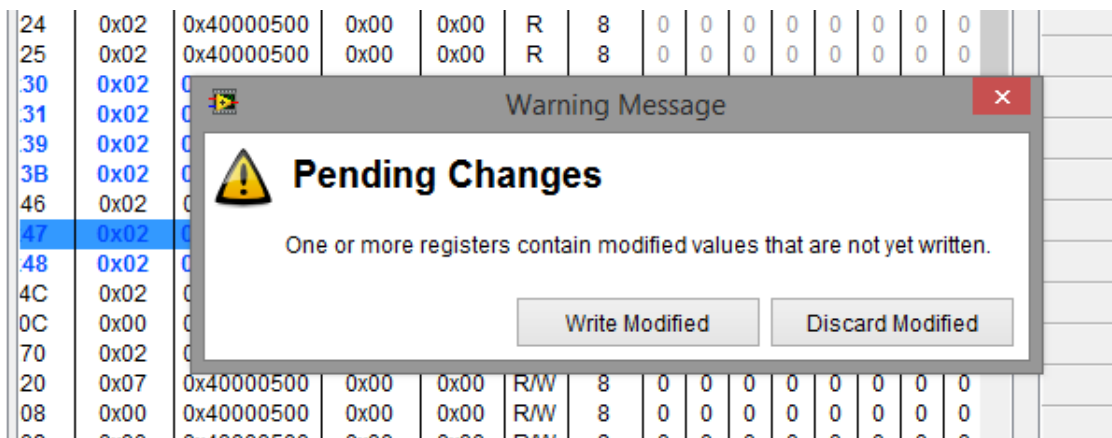 24 0x02 0x40000500 0x00 0x00 R 8 0 0 0 0 0 0 0 0
25 0x02 0x40000500 0x00 0x00 R 8 0 0 0 0 0 0 0 0
30 0x02
31 0x02
39 0x02
3B 0x02
46 0x02
47 0x02
48 0x02
4C 0x02
0C 0x00
70 0x02
Warning Message
Pending Changes
One or more registers contain modified values that are not yet written.
Write Modified Discard Modified
20 0x07 0x40000500 0x00 0x00 R/W 8 0 0 0 0 0 0 0 0
08 0x00 0x40000500 0x00 0x00 R/W 8 0 0 0 0 0 0 0 0